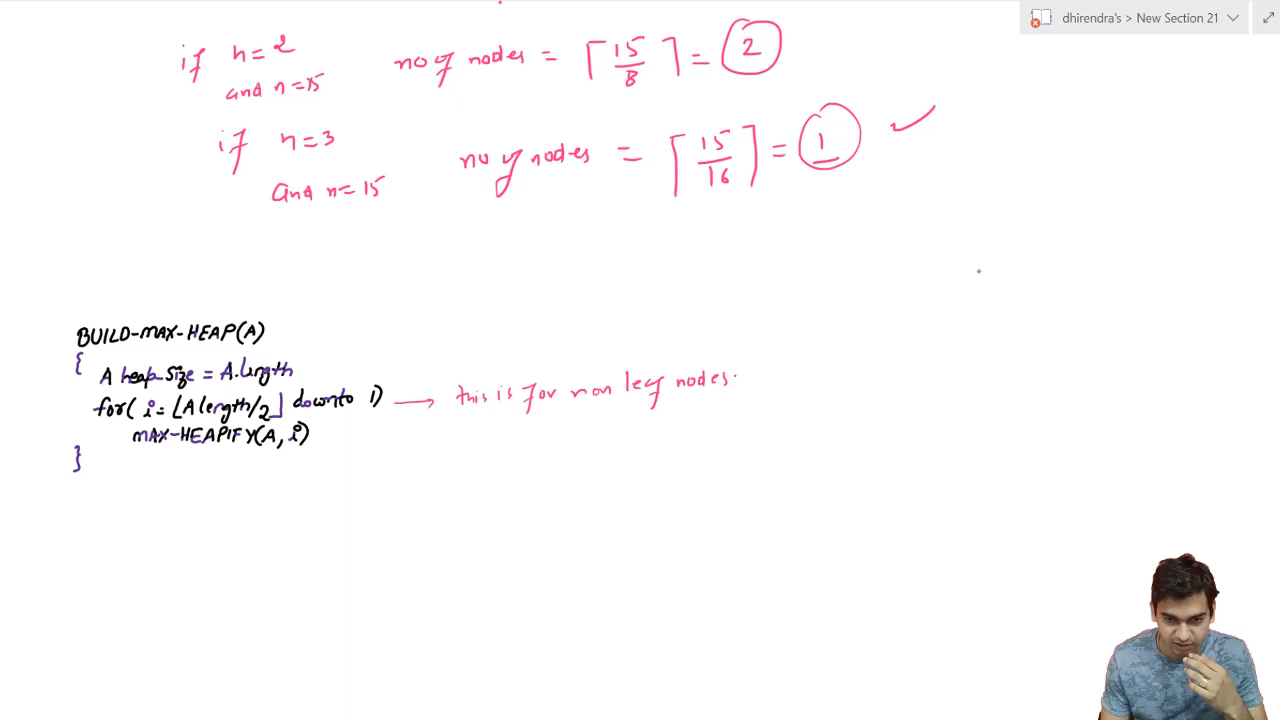 dhirendra's > New Section 21
if h=2 no of nodes = ⌈15/8⌉ = 2
and n=15
if h=3 no of nodes = ⌈15/16⌉ = 1 ✓
and n=15
BUILD-MAX-HEAP(A)
{
A heap size = A.length
for( i= ⌊A length/2⌋ downto 1) → this is for non leaf nodes.
MAX-HEAPIFY(A, i)
}